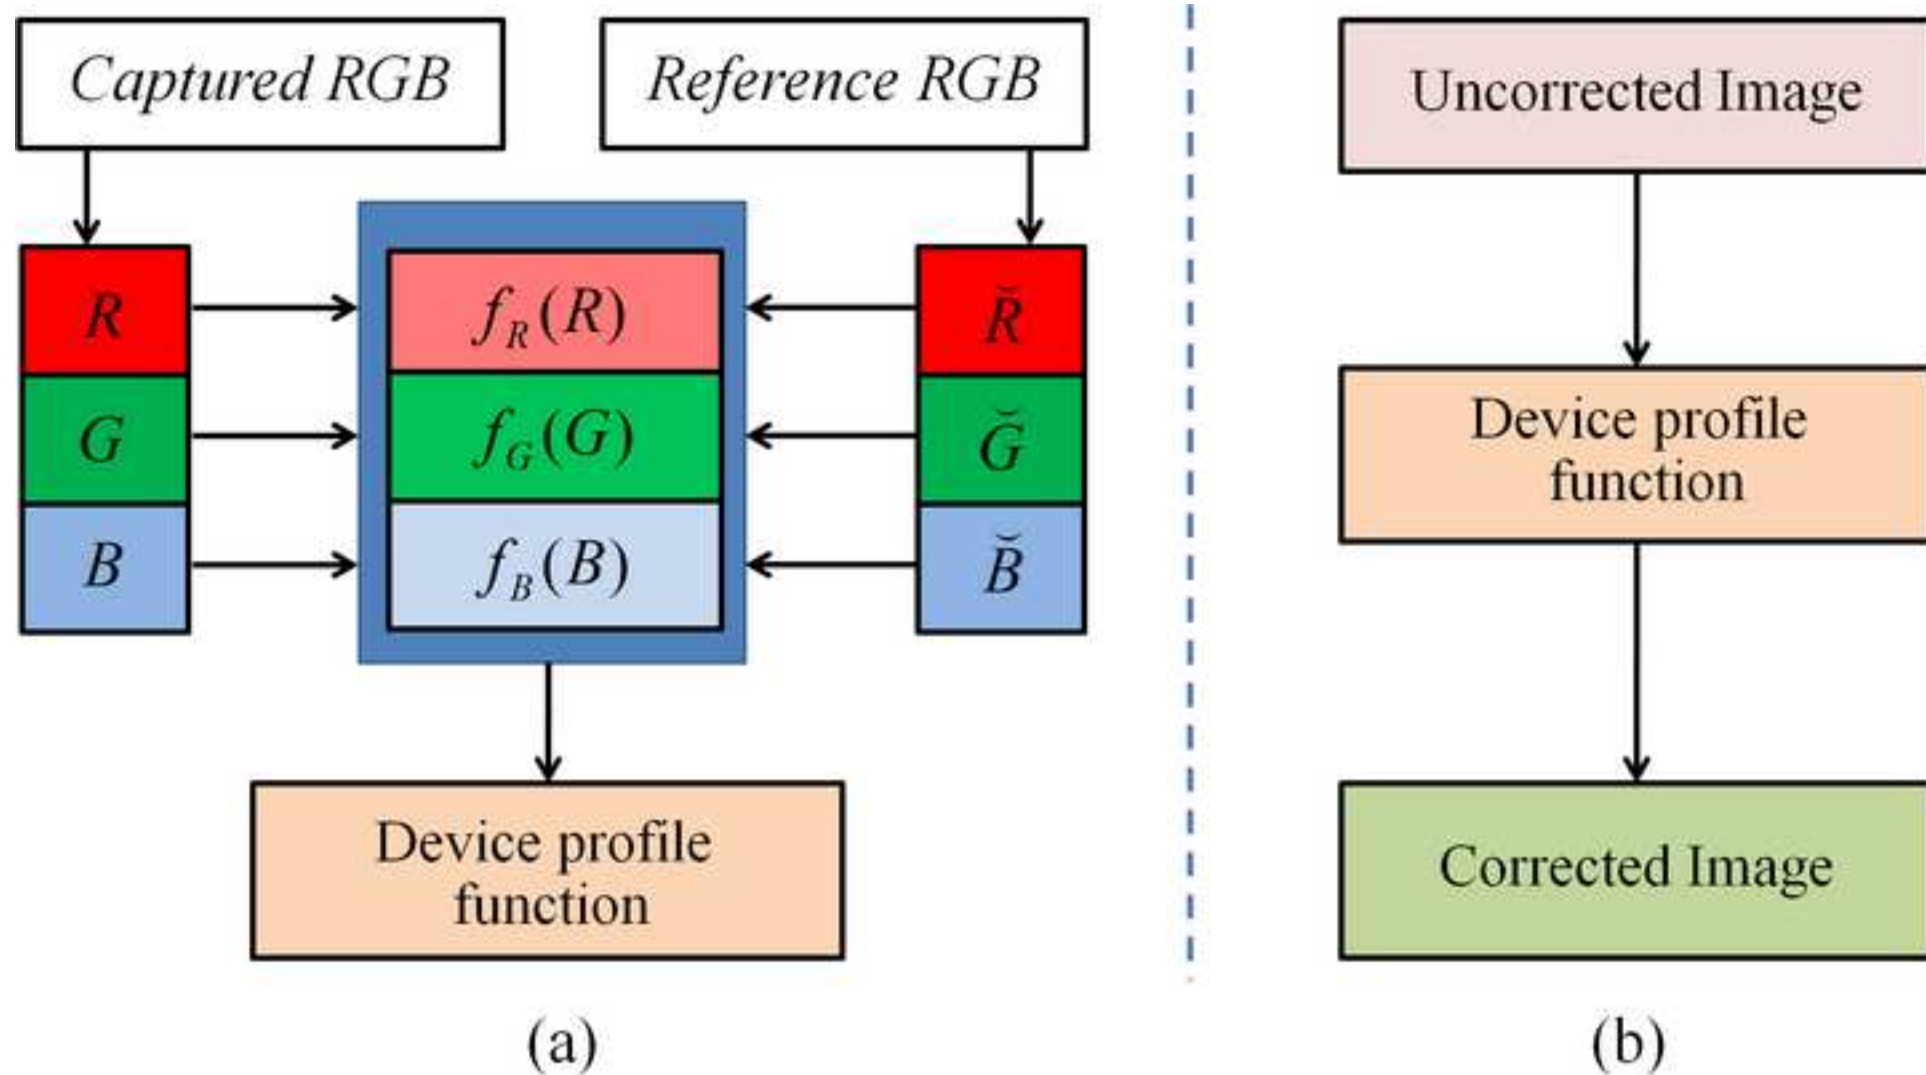 Captured RGB
Reference RGB
R
f_R(R)
R̆
G
f_G(G)
Ğ
B
f_B(B)
B̆
Device profile
function
(a)
Uncorrected Image
Device profile
function
Corrected Image
(b)